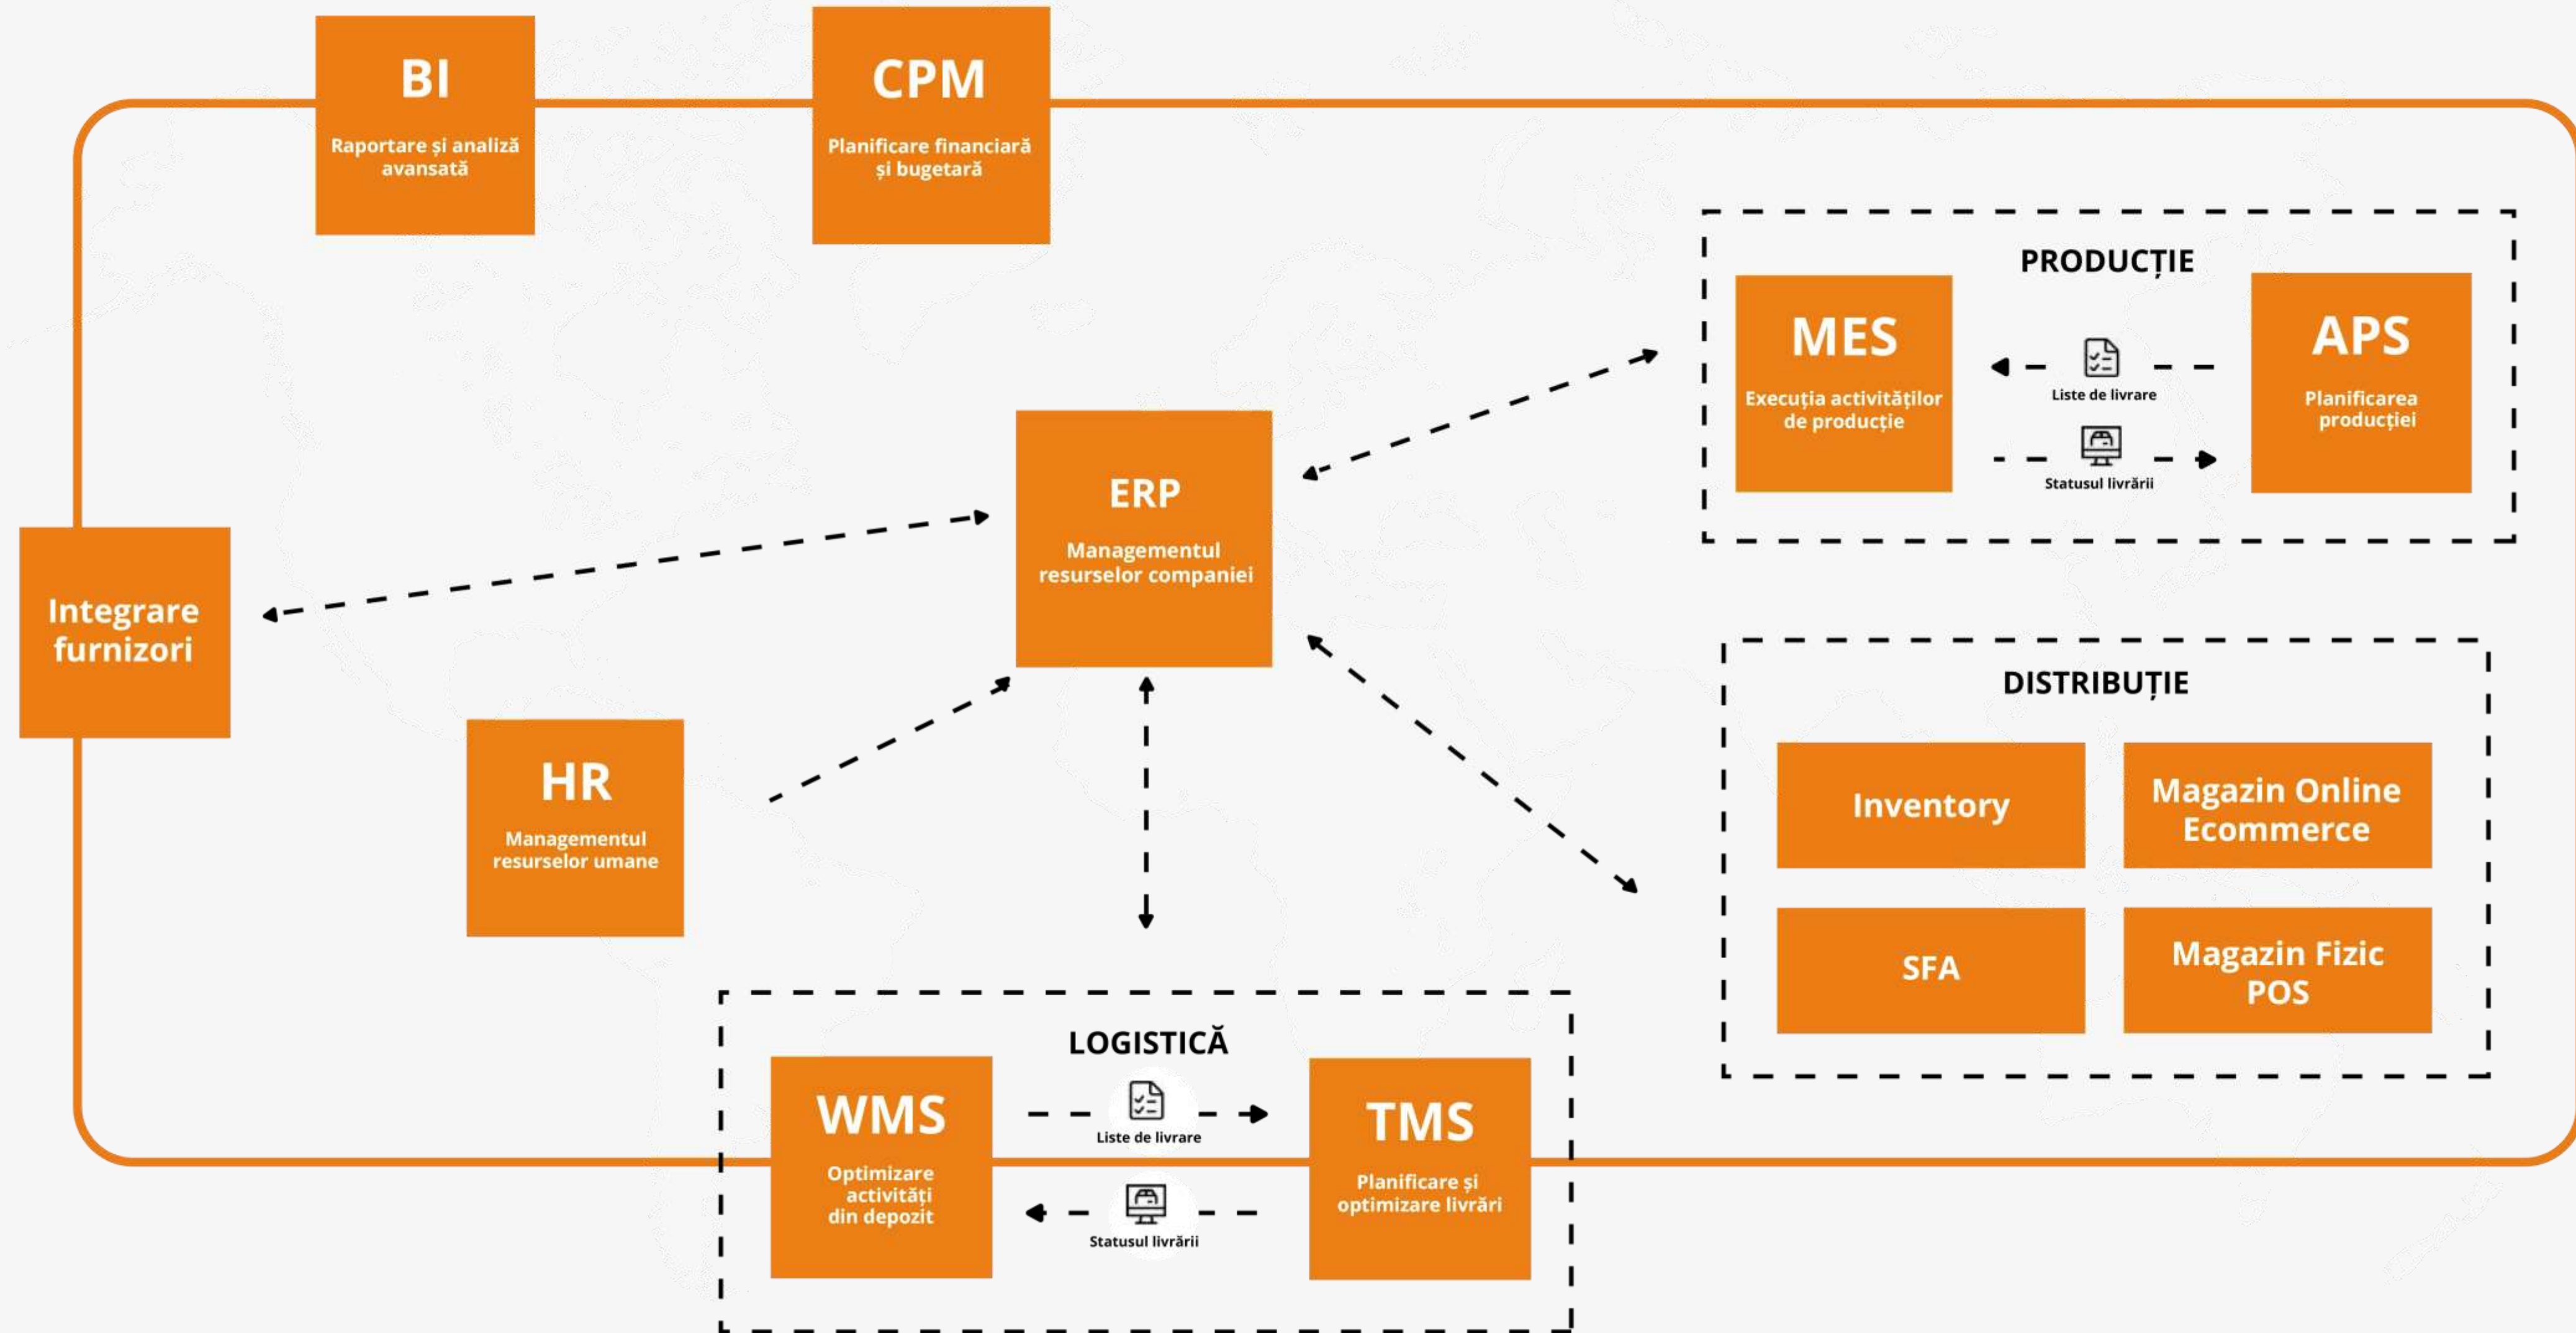 BI
Raportare și analiză
avansată
CPM
Planificare financiară
și bugetară
PRODUCȚIE
MES
Execuția activităților
de producție
Liste de livrare
Statusul livrării
APS
Planificarea
producției
ERP
Managementul
resurselor companiei
Integrare
furnizori
HR
Managementul
resurselor umane
DISTRIBUȚIE
Inventory
Magazin Online
Ecommerce
SFA
Magazin Fizic
POS
LOGISTICĂ
WMS
Optimizare
activități
din depozit
Liste de livrare
Statusul livrării
TMS
Planificare și
optimizare livrări